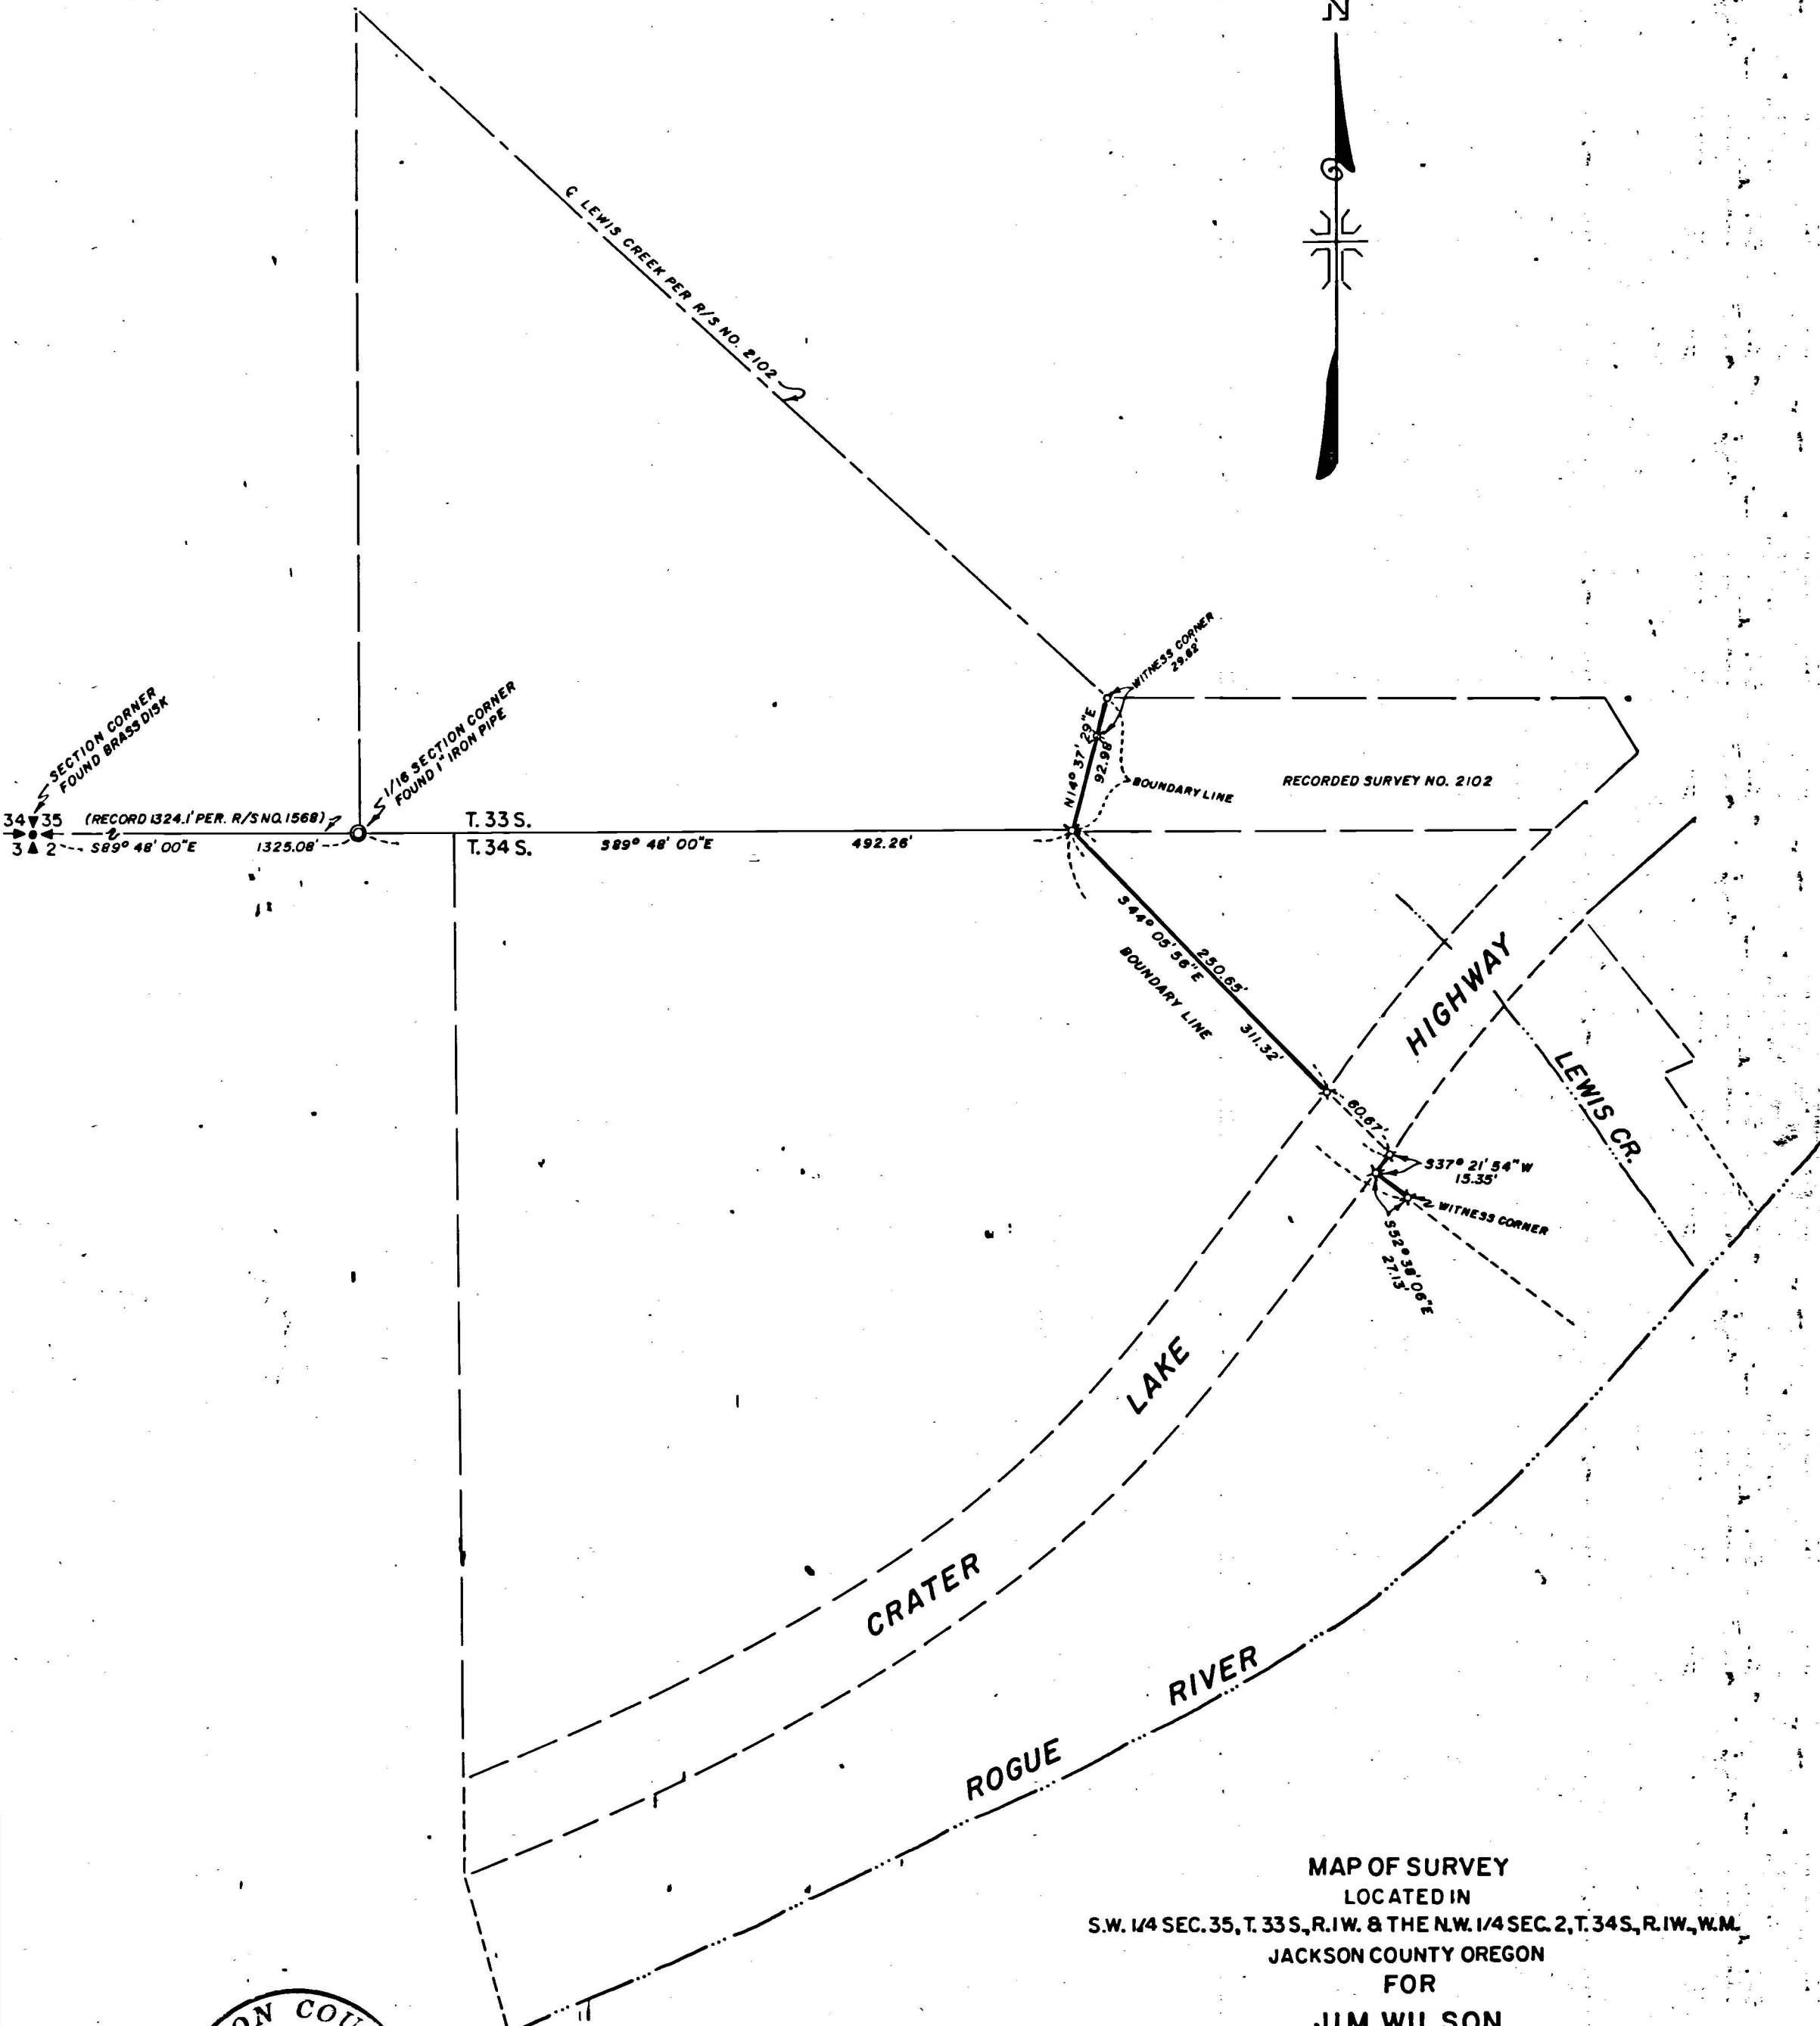 N
℄ LEWIS CREEK PER R/S NO. 2102
WITNESS CORNER
29.62'
SECTION CORNER
FOUND BRASS DISK
1/16 SECTION CORNER
FOUND 1" IRON PIPE
N14° 37' 29"E
92.98'
BOUNDARY LINE
RECORDED SURVEY NO. 2102
34 35
3 2
(RECORD 1324.1' PER. R/S NO. 1568)
S89° 48' 00"E
1325.08'
T. 33 S.
T. 34 S.
S89° 48' 00"E
492.26'
S44° 05' 56"E
250.65'
BOUNDARY LINE
311.32'
HIGHWAY
LEWIS CR.
60.67'
S37° 21' 54"W
15.35'
WITNESS CORNER
S52° 38' 06"E
27.13'
LAKE
CRATER
RIVER
ROGUE
MAP OF SURVEY
LOCATED IN
S.W. 1/4 SEC. 35, T. 33 S., R. 1 W. & THE N.W. 1/4 SEC. 2, T. 34 S., R. 1 W., W.M.
JACKSON COUNTY OREGON
FOR
JIM WILSON